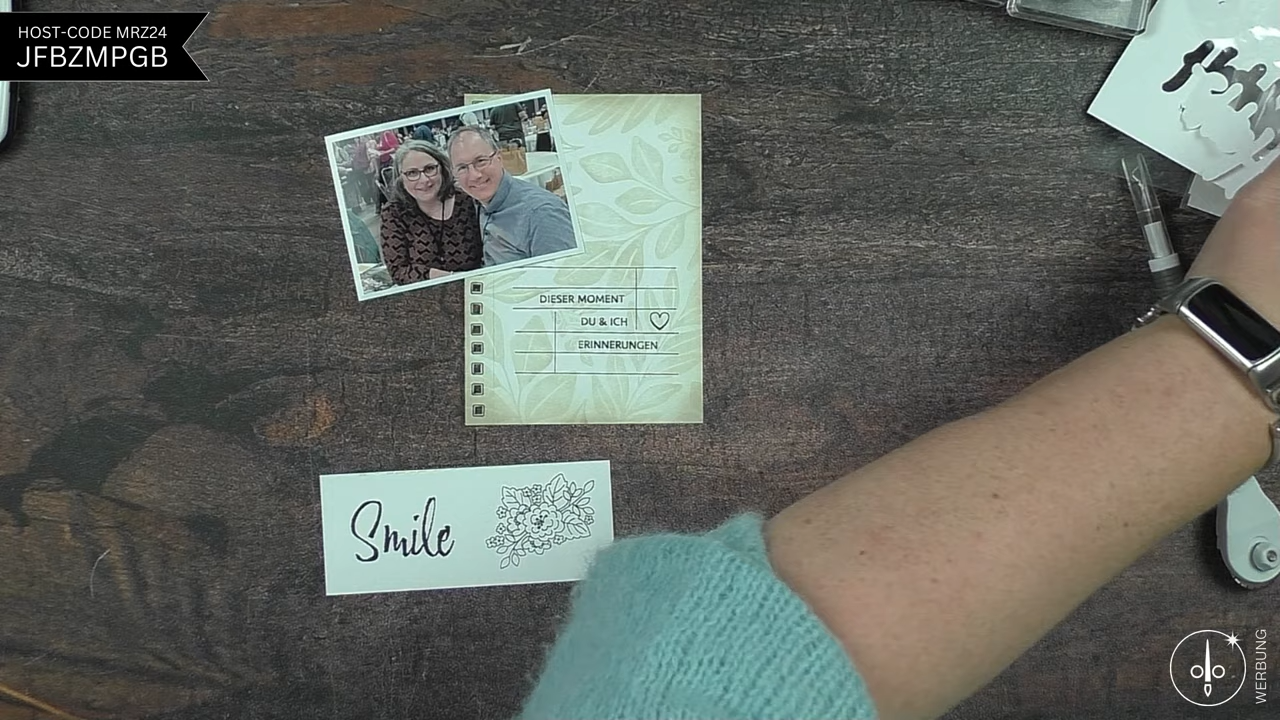 HOST-CODE MRZ24
JFBZMPGB
DIESER MOMENT
DU & ICH
ERINNERUNGEN
Smile
WERBUNG